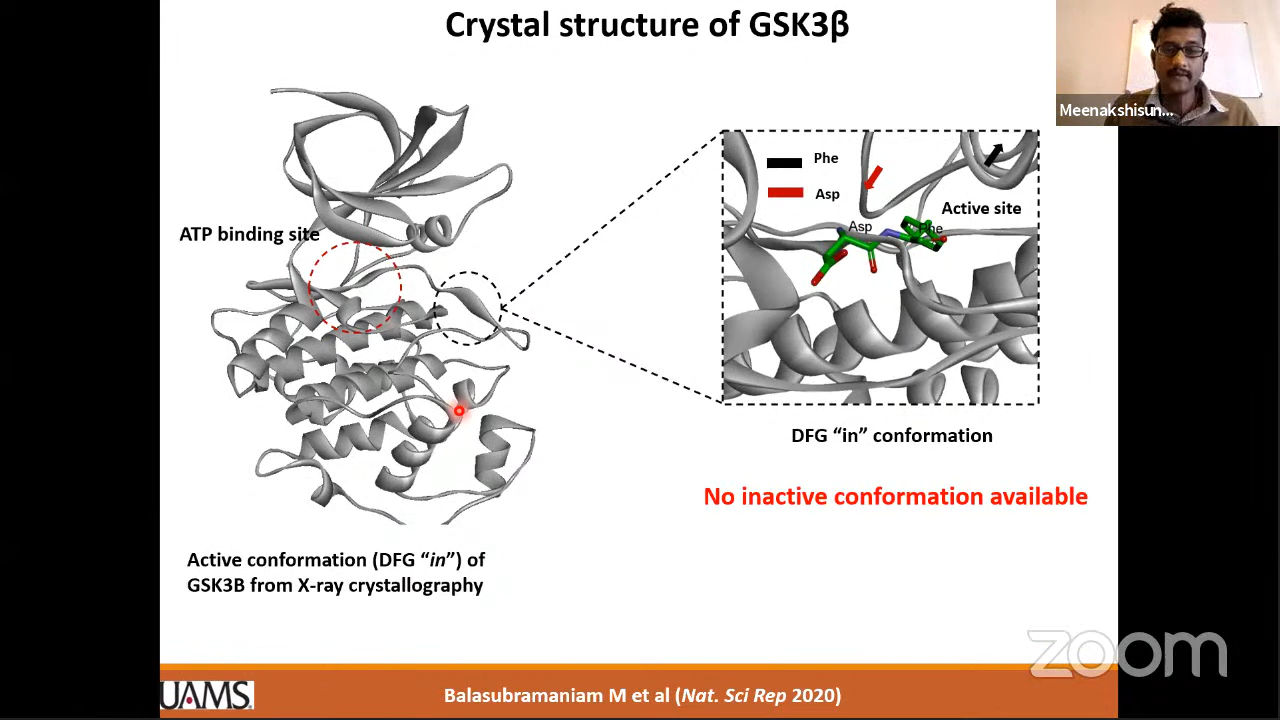 Crystal structure of GSK3β
Meenakshisun...
Phe
Asp
Active site
Asp
Phe
ATP binding site
DFG “in” conformation
No inactive conformation available
Active conformation (DFG “in”) of
GSK3B from X-ray crystallography
zoom
UAMS
Balasubramaniam M et al (Nat. Sci Rep 2020)